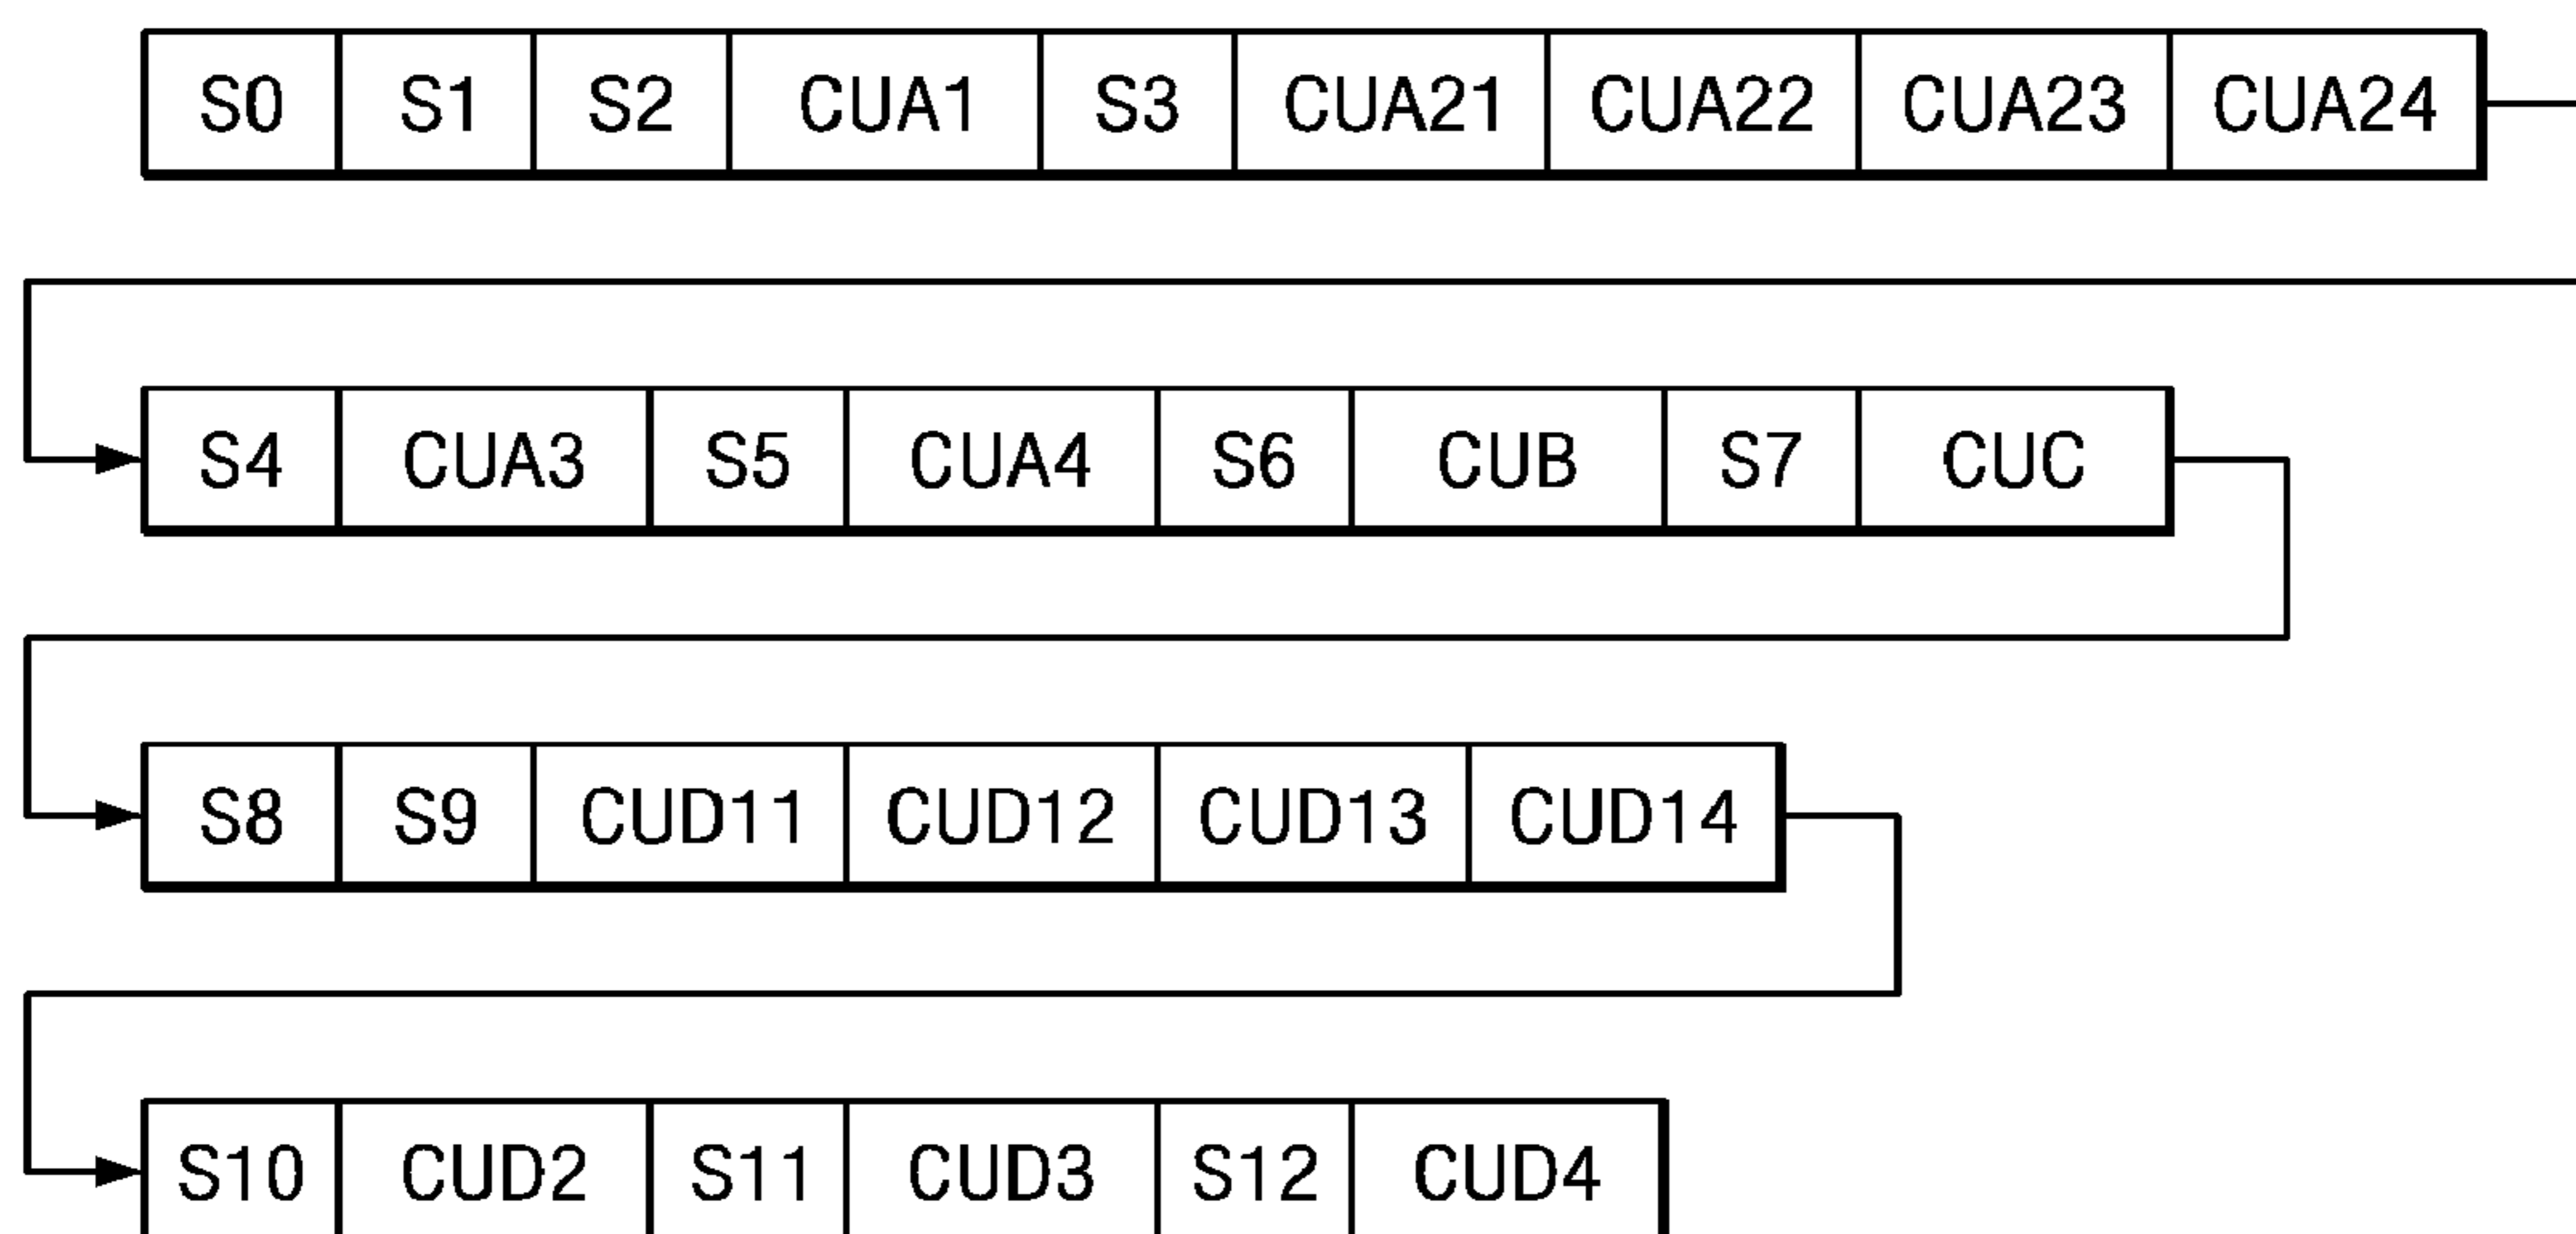 S0 S1 S2 CUA1 S3 CUA21 CUA22 CUA23 CUA24
S4 CUA3 S5 CUA4 S6 CUB S7 CUC
S8 S9 CUD11 CUD12 CUD13 CUD14
S10 CUD2 S11 CUD3 S12 CUD4